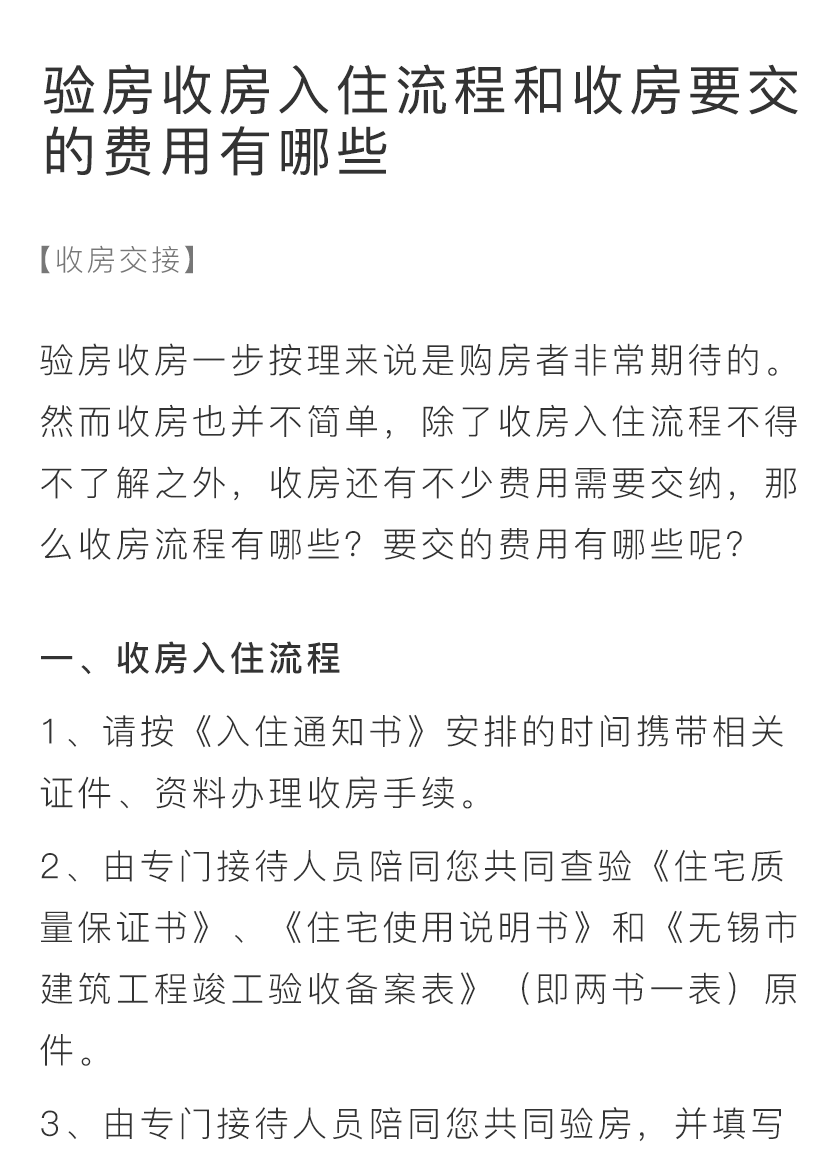 验房收房入住流程和收房要交
的费用有哪些
【收房交接】
验房收房一步按理来说是购房者非常期待的。
然而收房也并不简单，除了收房入住流程不得
不了解之外，收房还有不少费用需要交纳，那
么收房流程有哪些？要交的费用有哪些呢？
一、收房入住流程
1、请按《入住通知书》安排的时间携带相关
证件、资料办理收房手续。
2、由专门接待人员陪同您共同查验《住宅质
量保证书》、《住宅使用说明书》和《无锡市
建筑工程竣工验收备案表》（即两书一表）原
件。
3、由专门接待人员陪同您共同验房，并填写